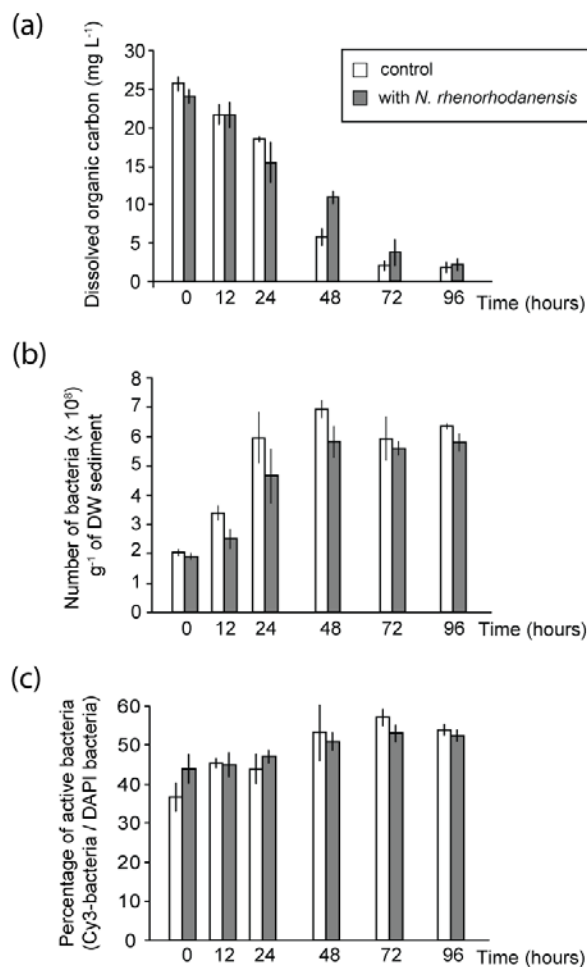 (a)
Dissolved organic carbon (mg L⁻¹)
30
25
20
15
10
5
0
control
with N. rhenorhodanensis
0 12 24 48 72 96 Time (hours)
(b)
Number of bacteria (x 10⁸)
g⁻¹ of DW sediment
8
7
6
5
4
3
2
1
0
0 12 24 48 72 96 Time (hours)
(c)
Percentage of active bacteria
(Cy3-bacteria / DAPI bacteria)
60
50
40
30
20
10
0
0 12 24 48 72 96 Time (hours)